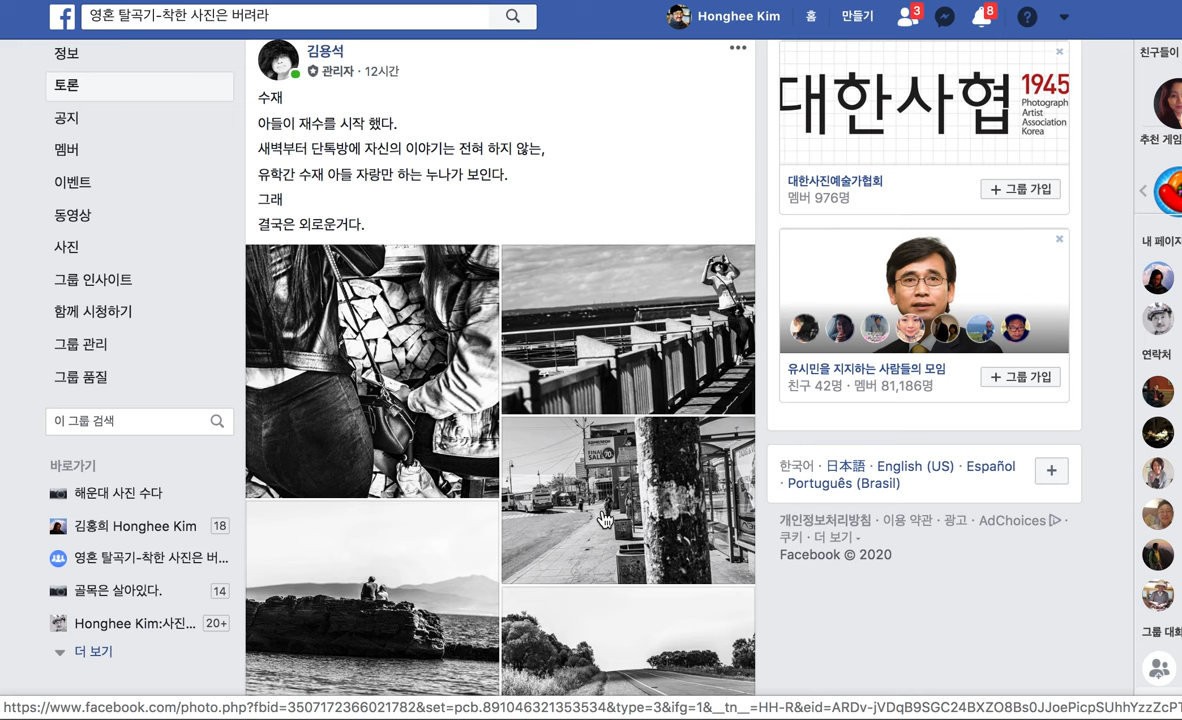 영혼 탈곡기-착한 사진은 버려라
Honghee Kim
홈
만들기
3
8
정보
토론
공지
멤버
이벤트
동영상
사진
그룹 인사이트
함께 시청하기
그룹 관리
그룹 품질
이 그룹 검색
바로가기
해운대 사진 수다
김홍희 Honghee Kim 18
영혼 탈곡기-착한 사진은 버...
골목은 살아있다. 14
Honghee Kim:사진... 20+
더 보기
김용석
관리자 · 12시간
수재
아들이 재수를 시작 했다.
새벽부터 단톡방에 자신의 이야기는 전혀 하지 않는,
유학간 수재 아들 자랑만 하는 누나가 보인다.
그래
결국은 외로운거다.
FINAL
SALE 70%
대한사협
1945
Photograph
Artist
Association
Korea
대한사진예술가협회
멤버 976명
+ 그룹 가입
유시민을 지지하는 사람들의 모임
친구 42명 · 멤버 81,186명
+ 그룹 가입
한국어 · 日本語 · English (US) · Español
· Português (Brasil)
개인정보처리방침 · 이용 약관 · 광고 · AdChoices ·
쿠키 · 더 보기
Facebook © 2020
친구들이
추천 게임
내 페이지
연락처
그룹 대화
https://www.facebook.com/photo.php?fbid=3507172366021782&set=pcb.891046321353534&type=3&ifg=1&__tn__=HH-R&eid=ARDv-jVDqB9SGC24BXZO8Bs0JJoePicpSUhhYzzZcPT